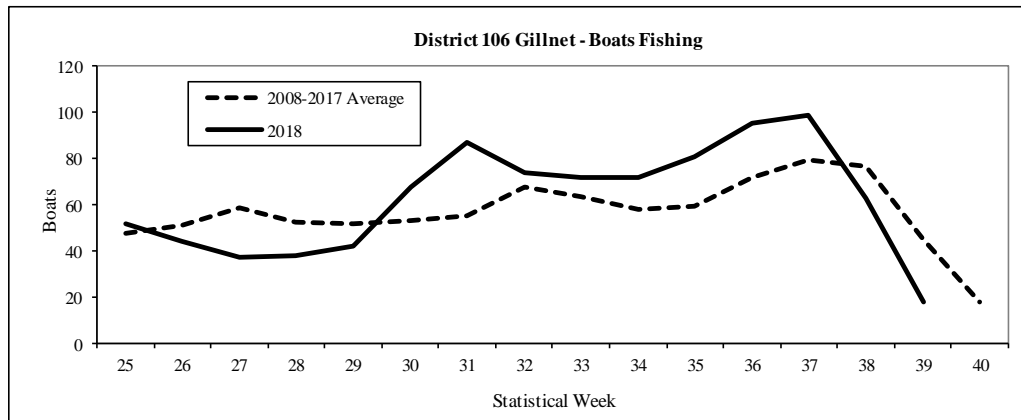 District 106 Gillnet - Boats Fishing
120
100
80
60
40
20
0
Boats
2008-2017 Average
2018
25 26 27 28 29 30 31 32 33 34 35 36 37 38 39 40
Statistical Week